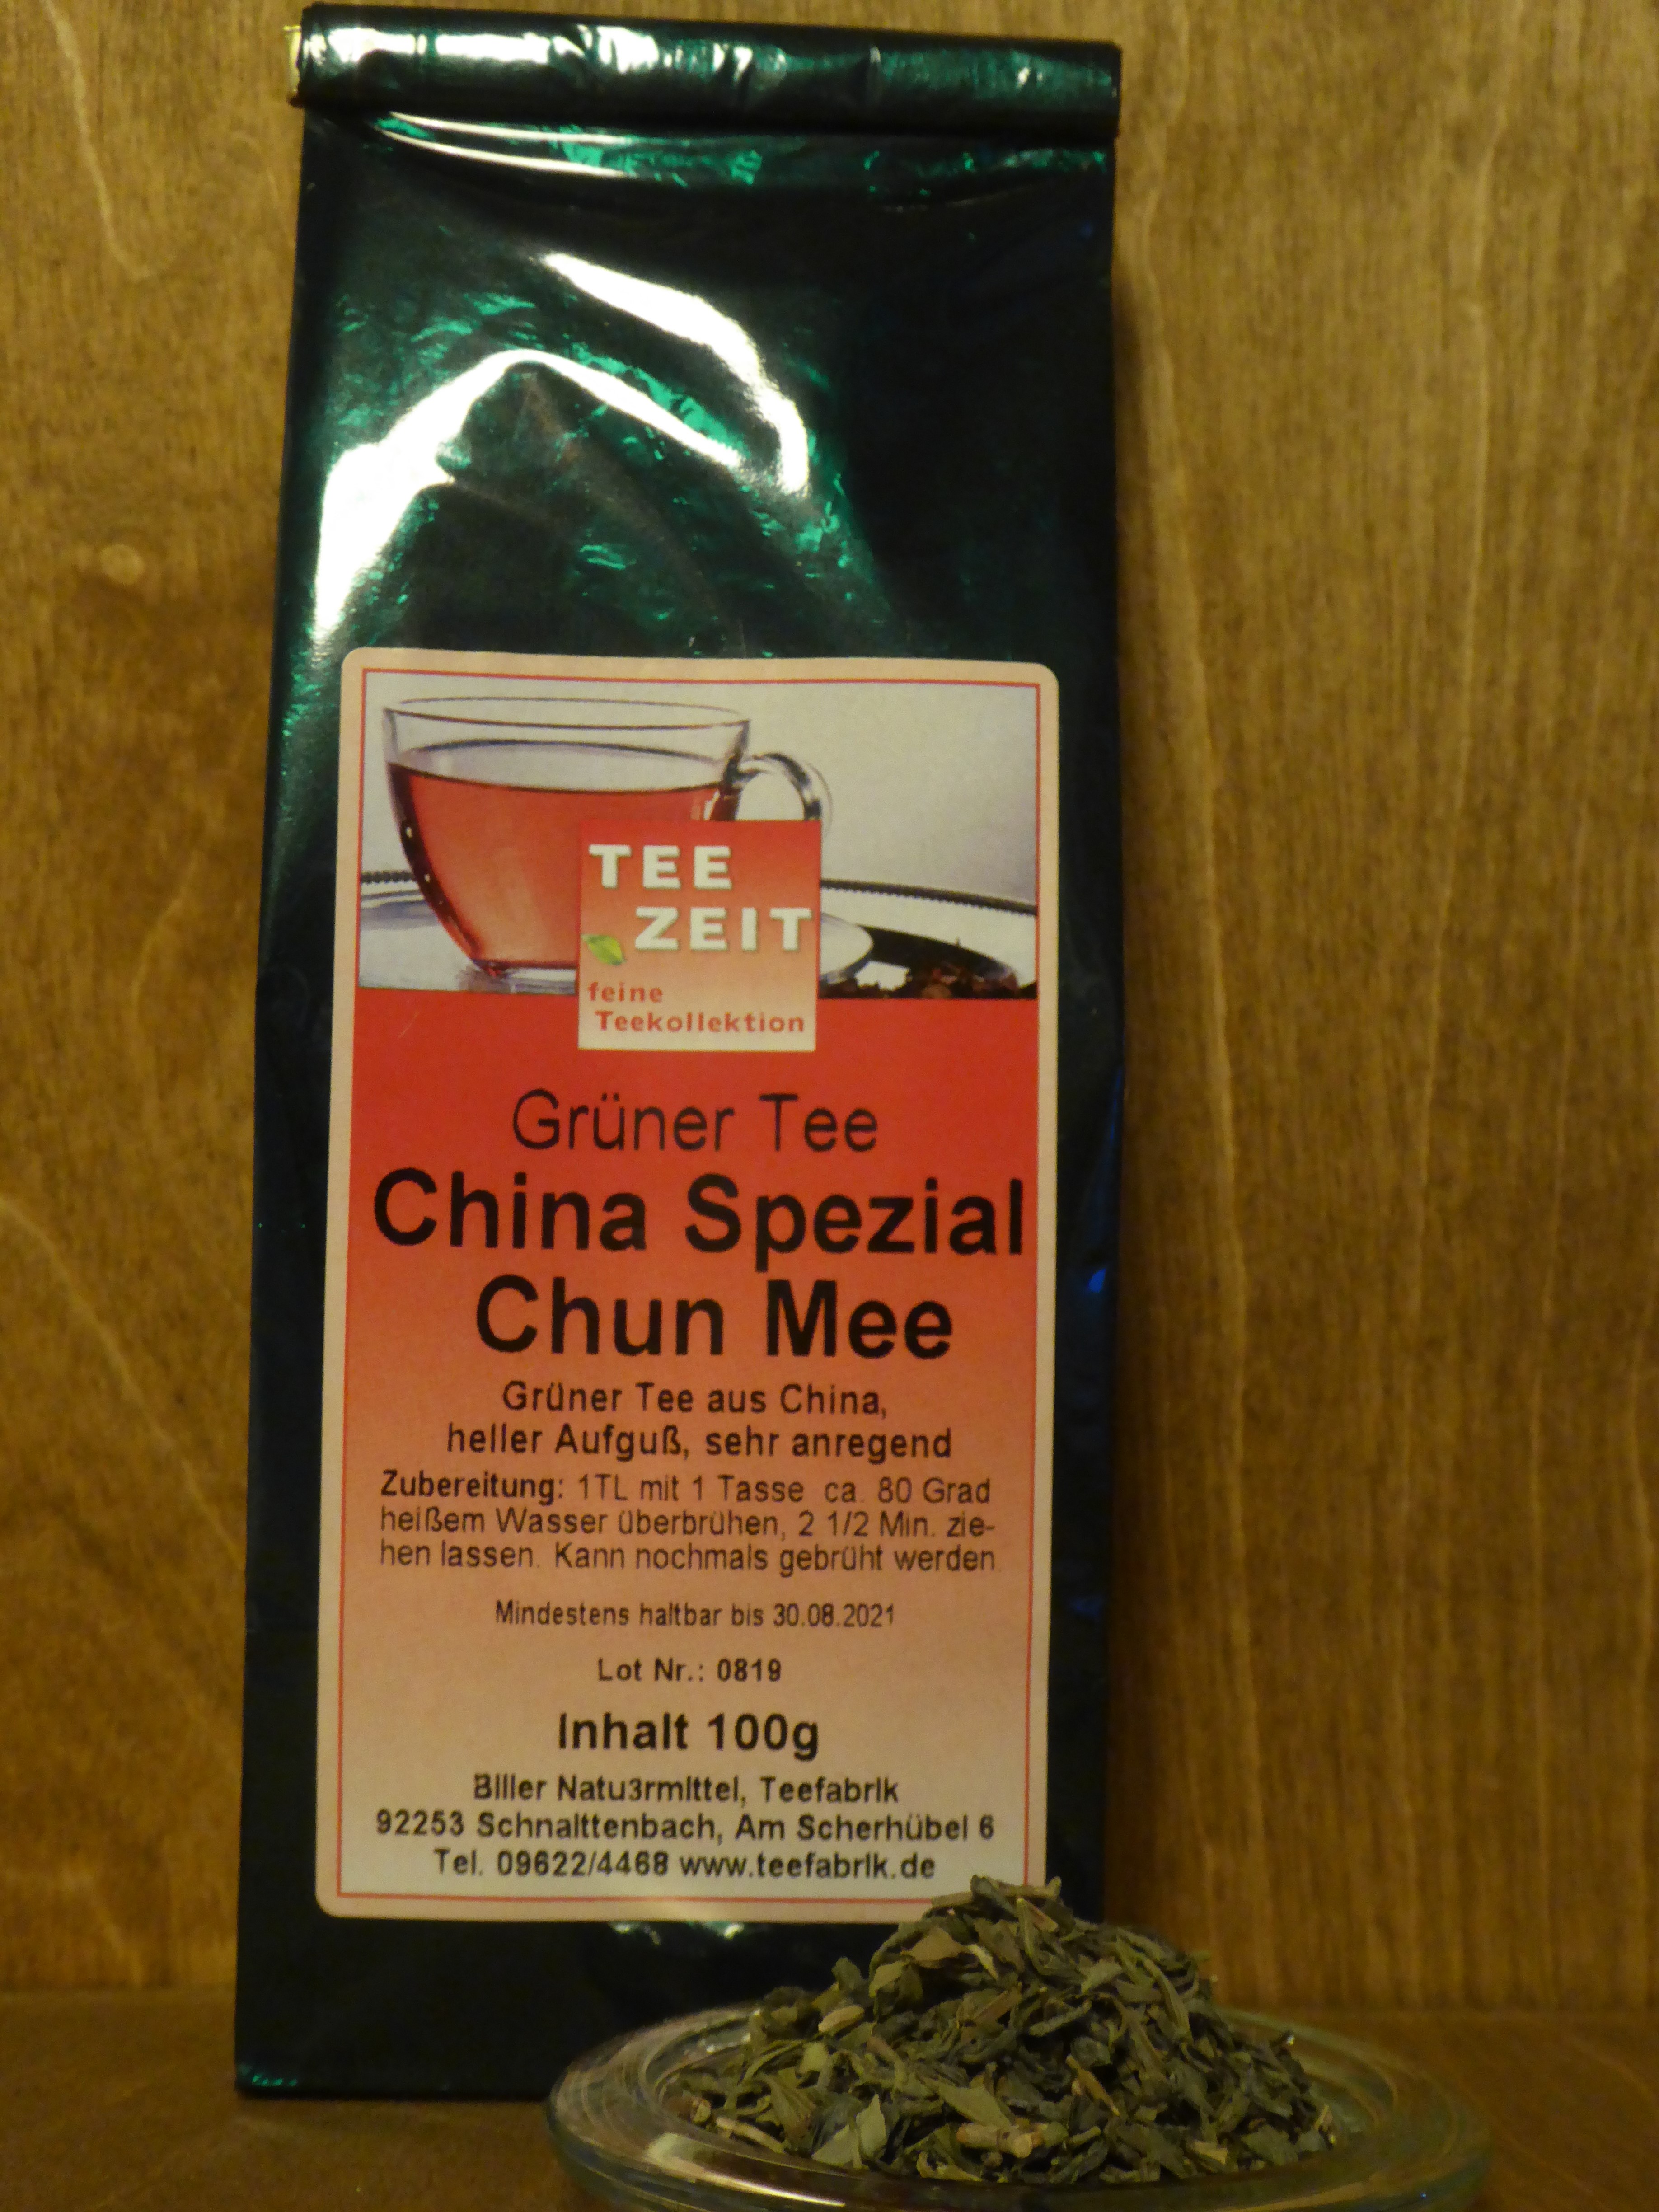 TEE
ZEIT
feine
Teekollektion
Grüner Tee
China Spezial
Chun Mee
Grüner Tee aus China,
heller Aufguß, sehr anregend
Zubereitung: 1TL mit 1 Tasse ca. 80 Grad
heißem Wasser überbrühen, 2 1/2 Min. zie-
hen lassen. Kann nochmals gebrüht werden.
Mindestens haltbar bis 30.08.2021
Lot Nr.: 0819
Inhalt 100g
Biller Natu3rmittel, Teefabrik
92253 Schnaittenbach, Am Scherhübel 6
Tel. 09622/4468 www.teefabrik.de